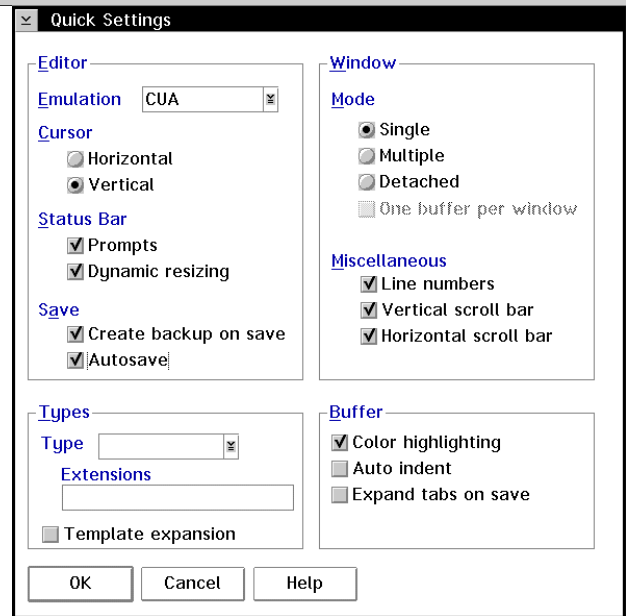 Quick Settings
Editor
Emulation CUA
Cursor
Horizontal
Vertical
Status Bar
Prompts
Dynamic resizing
Save
Create backup on save
Autosave
Window
Mode
Single
Multiple
Detached
One buffer per window
Miscellaneous
Line numbers
Vertical scroll bar
Horizontal scroll bar
Types
Type
Extensions
Template expansion
Buffer
Color highlighting
Auto indent
Expand tabs on save
OK Cancel Help